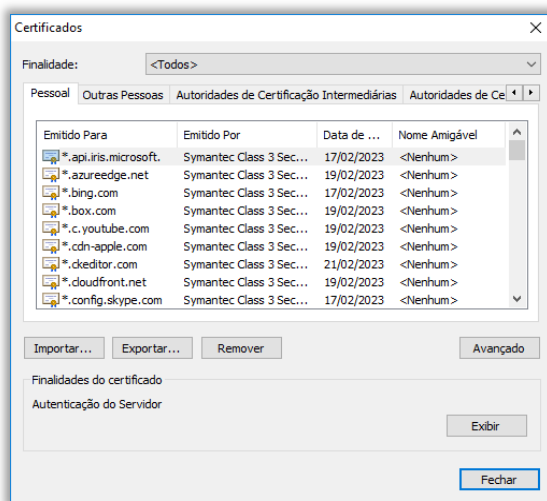 Certificados
Finalidade: <Todos>
Pessoal Outras Pessoas Autoridades de Certificação Intermediárias Autoridades de Ce
Emitido Para Emitido Por Data de ... Nome Amigável
*.api.iris.microsoft. Symantec Class 3 Sec... 17/02/2023 <Nenhum>
*.azureedge.net Symantec Class 3 Sec... 19/02/2023 <Nenhum>
*.bing.com Symantec Class 3 Sec... 17/02/2023 <Nenhum>
*.box.com Symantec Class 3 Sec... 19/02/2023 <Nenhum>
*.c.youtube.com Symantec Class 3 Sec... 19/02/2023 <Nenhum>
*.cdn-apple.com Symantec Class 3 Sec... 19/02/2023 <Nenhum>
*.ckeditor.com Symantec Class 3 Sec... 21/02/2023 <Nenhum>
*.cloudfront.net Symantec Class 3 Sec... 19/02/2023 <Nenhum>
*.config.skype.com Symantec Class 3 Sec... 17/02/2023 <Nenhum>
Importar... Exportar... Remover Avançado
Finalidades do certificado
Autenticação do Servidor
Exibir
Fechar